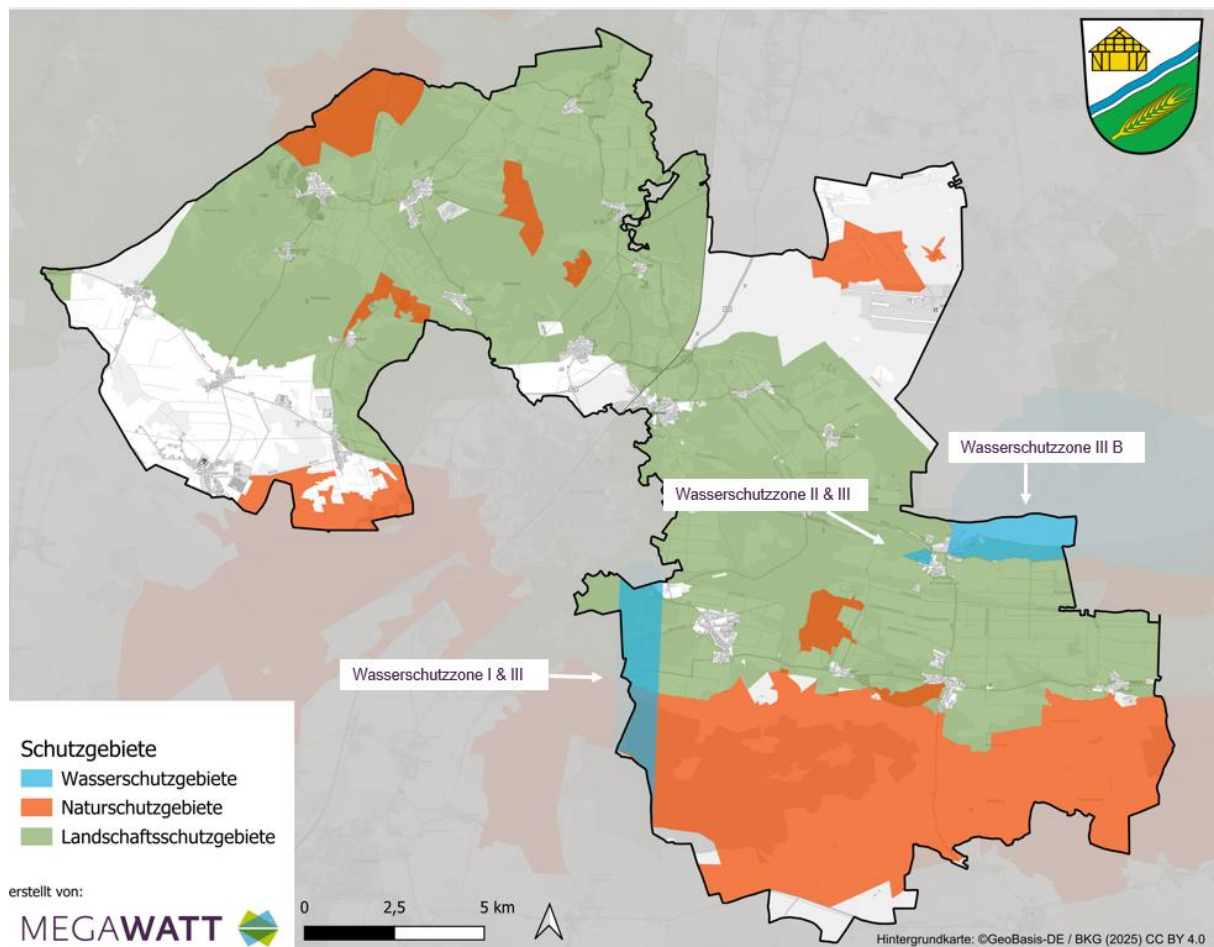 Wasserschutzzone III B
Wasserschutzzone II & III
Wasserschutzzone I & III
Schutzgebiete
Wasserschutzgebiete
Naturschutzgebiete
Landschaftsschutzgebiete
erstellt von:
MEGAWATT
0 2,5 5 km
Hintergrundkarte: ©GeoBasis-DE / BKG (2025) CC BY 4.0